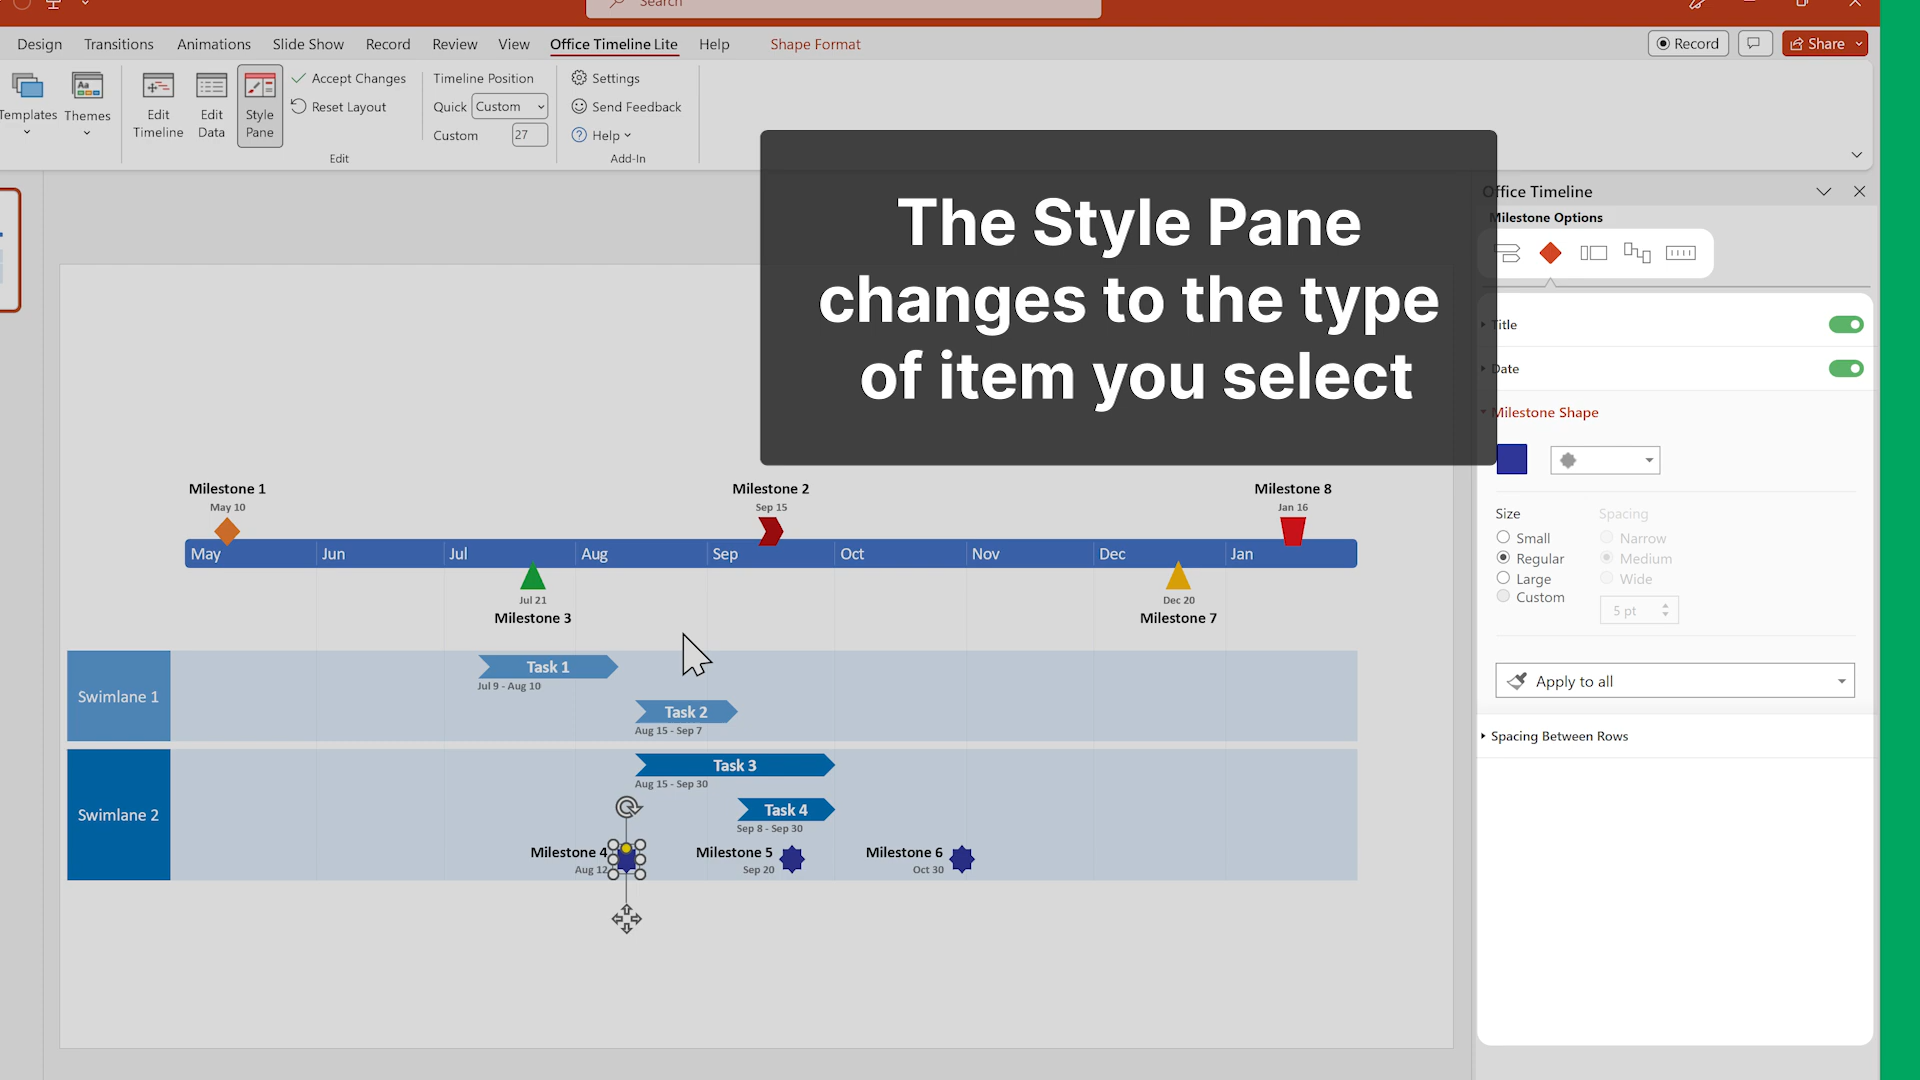 Search
Design Transitions Animations Slide Show Record Review View Office Timeline Lite Help Shape Format
Record
Share
Templates
Themes
Edit Timeline
Edit Data
Style Pane
Accept Changes
Reset Layout
Edit
Timeline Position
Quick Custom
Custom 27
Settings
Send Feedback
Help
Add-In
The Style Pane
changes to the type
of item you select
Office Timeline
Milestone Options
Title
Date
Milestone Shape
Size
Small
Regular
Large
Custom
Spacing
Narrow
Medium
Wide
5 pt
Apply to all
Spacing Between Rows
Milestone 1
May 10
Milestone 2
Sep 15
Milestone 8
Jan 16
May Jun Jul Aug Sep Oct Nov Dec Jan
Jul 21
Milestone 3
Dec 20
Milestone 7
Swimlane 1
Task 1
Jul 9 - Aug 10
Task 2
Aug 15 - Sep 7
Swimlane 2
Task 3
Aug 15 - Sep 30
Task 4
Sep 8 - Sep 30
Milestone 4
Aug 12
Milestone 5
Sep 20
Milestone 6
Oct 30